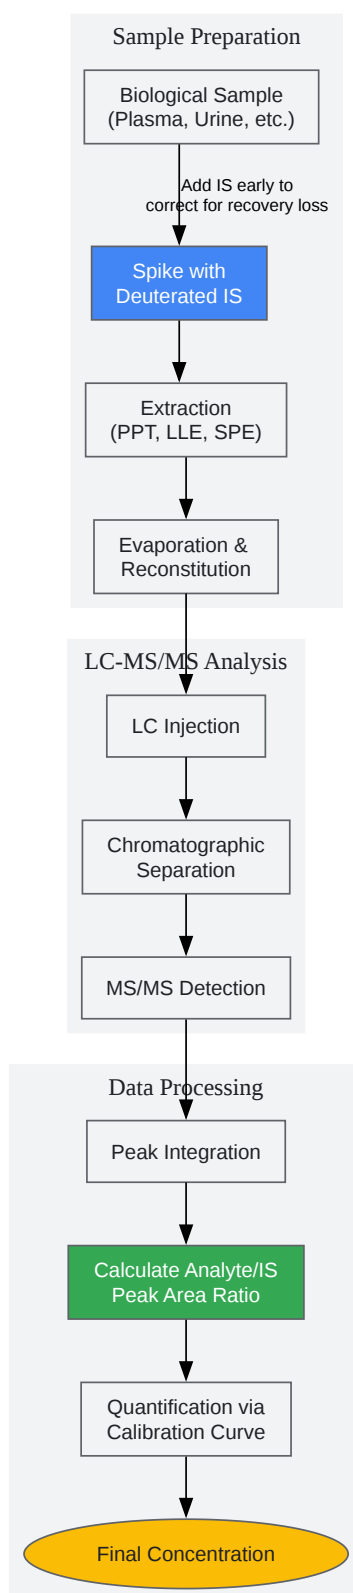 Sample Preparation
Biological Sample
(Plasma, Urine, etc.)
Add IS early to
correct for recovery loss
Spike with
Deuterated IS
Extraction
(PPT, LLE, SPE)
Evaporation &
Reconstitution
LC-MS/MS Analysis
LC Injection
Chromatographic
Separation
MS/MS Detection
Data Processing
Peak Integration
Calculate Analyte/IS
Peak Area Ratio
Quantification via
Calibration Curve
Final Concentration